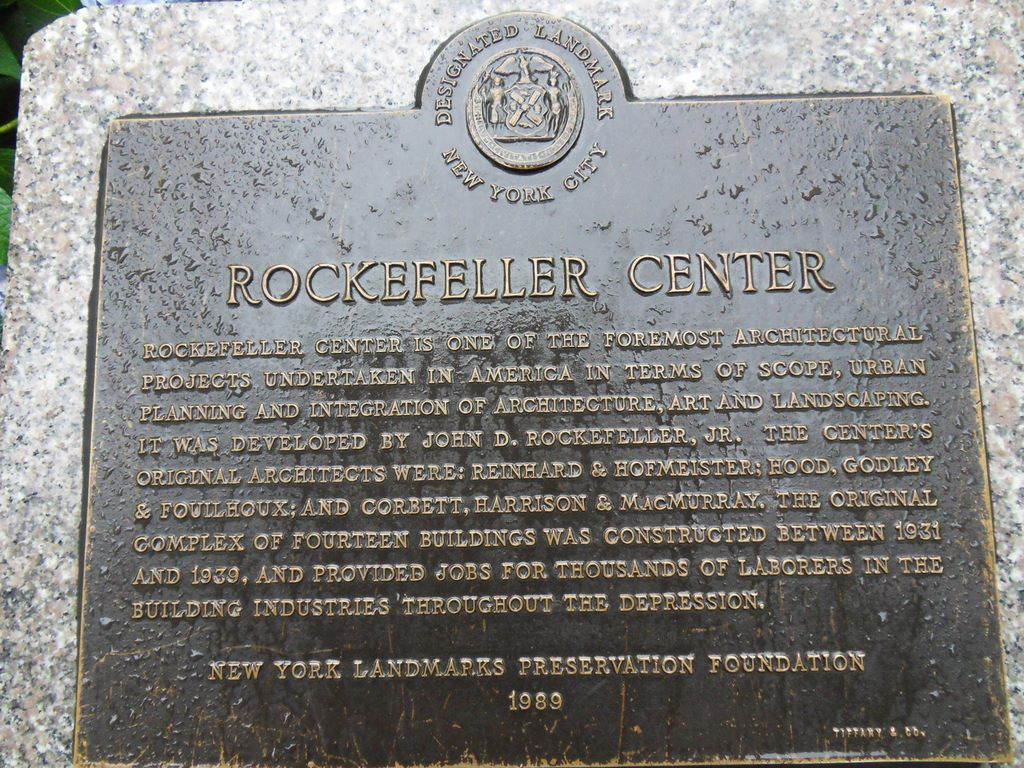 DESIGNATED LANDMARK
NEW YORK CITY
ROCKEFELLER CENTER
ROCKEFELLER CENTER IS ONE OF THE FOREMOST ARCHITECTURAL
PROJECTS UNDERTAKEN IN AMERICA IN TERMS OF SCOPE, URBAN
PLANNING AND INTEGRATION OF ARCHITECTURE, ART AND LANDSCAPING.
IT WAS DEVELOPED BY JOHN D. ROCKEFELLER, JR. THE CENTER'S
ORIGINAL ARCHITECTS WERE: REINHARD & HOFMEISTER; HOOD, GODLEY
& FOUILHOUX; AND CORBETT, HARRISON & MACMURRAY. THE ORIGINAL
COMPLEX OF FOURTEEN BUILDINGS WAS CONSTRUCTED BETWEEN 1931
AND 1939, AND PROVIDED JOBS FOR THOUSANDS OF LABORERS IN THE
BUILDING INDUSTRIES THROUGHOUT THE DEPRESSION.
NEW YORK LANDMARKS PRESERVATION FOUNDATION
1989
TIFFANY & CO.